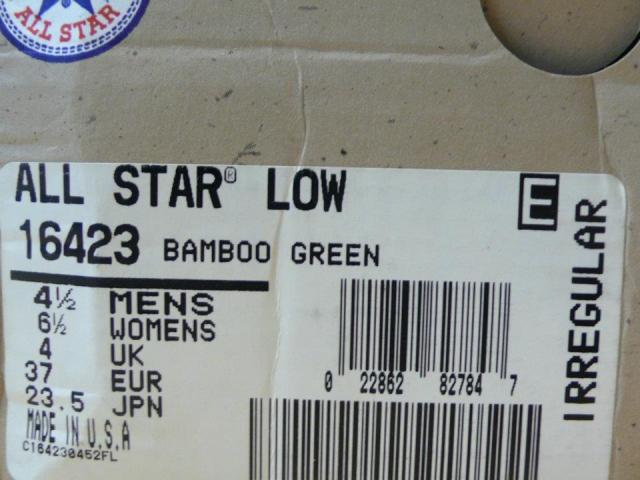 ALL STAR
ALL STAR® LOW
E
16423 BAMBOO GREEN
4½ MENS
6½ WOMENS
4 UK
37 EUR
23.5 JPN
MADE IN U.S.A
C164230452FL
0 22862 82784 7
IRREGULAR